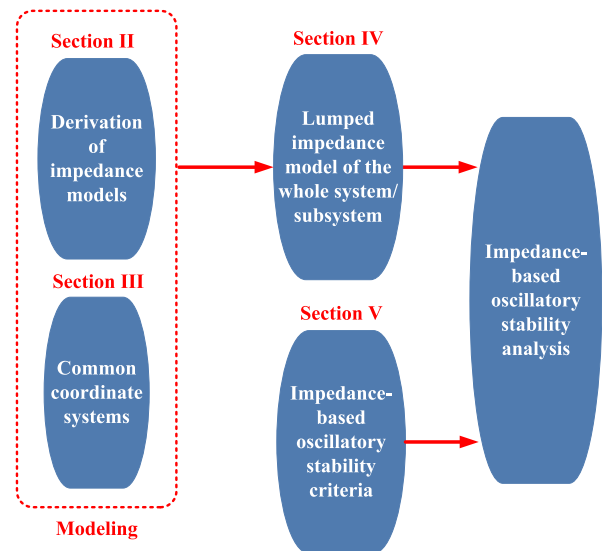 Section II
Derivation
of
impedance
models
Section III
Common
coordinate
systems
Modeling
Section IV
Lumped
impedance
model of the
whole system/
subsystem
Section V
Impedance-
based
oscillatory
stability
criteria
Impedance-
based
oscillatory
stability
analysis